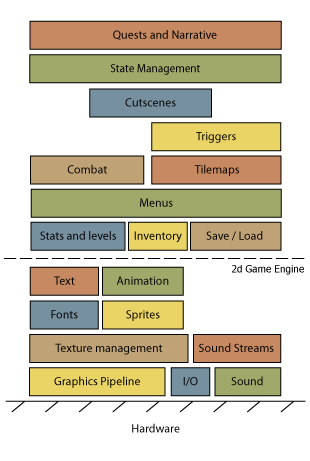 Quests and Narrative
State Management
Cutscenes
Triggers
Combat
Tilemaps
Menus
Stats and levels
Inventory
Save / Load
2d Game Engine
Text
Animation
Fonts
Sprites
Texture management
Sound Streams
Graphics Pipeline
I/O
Sound
Hardware